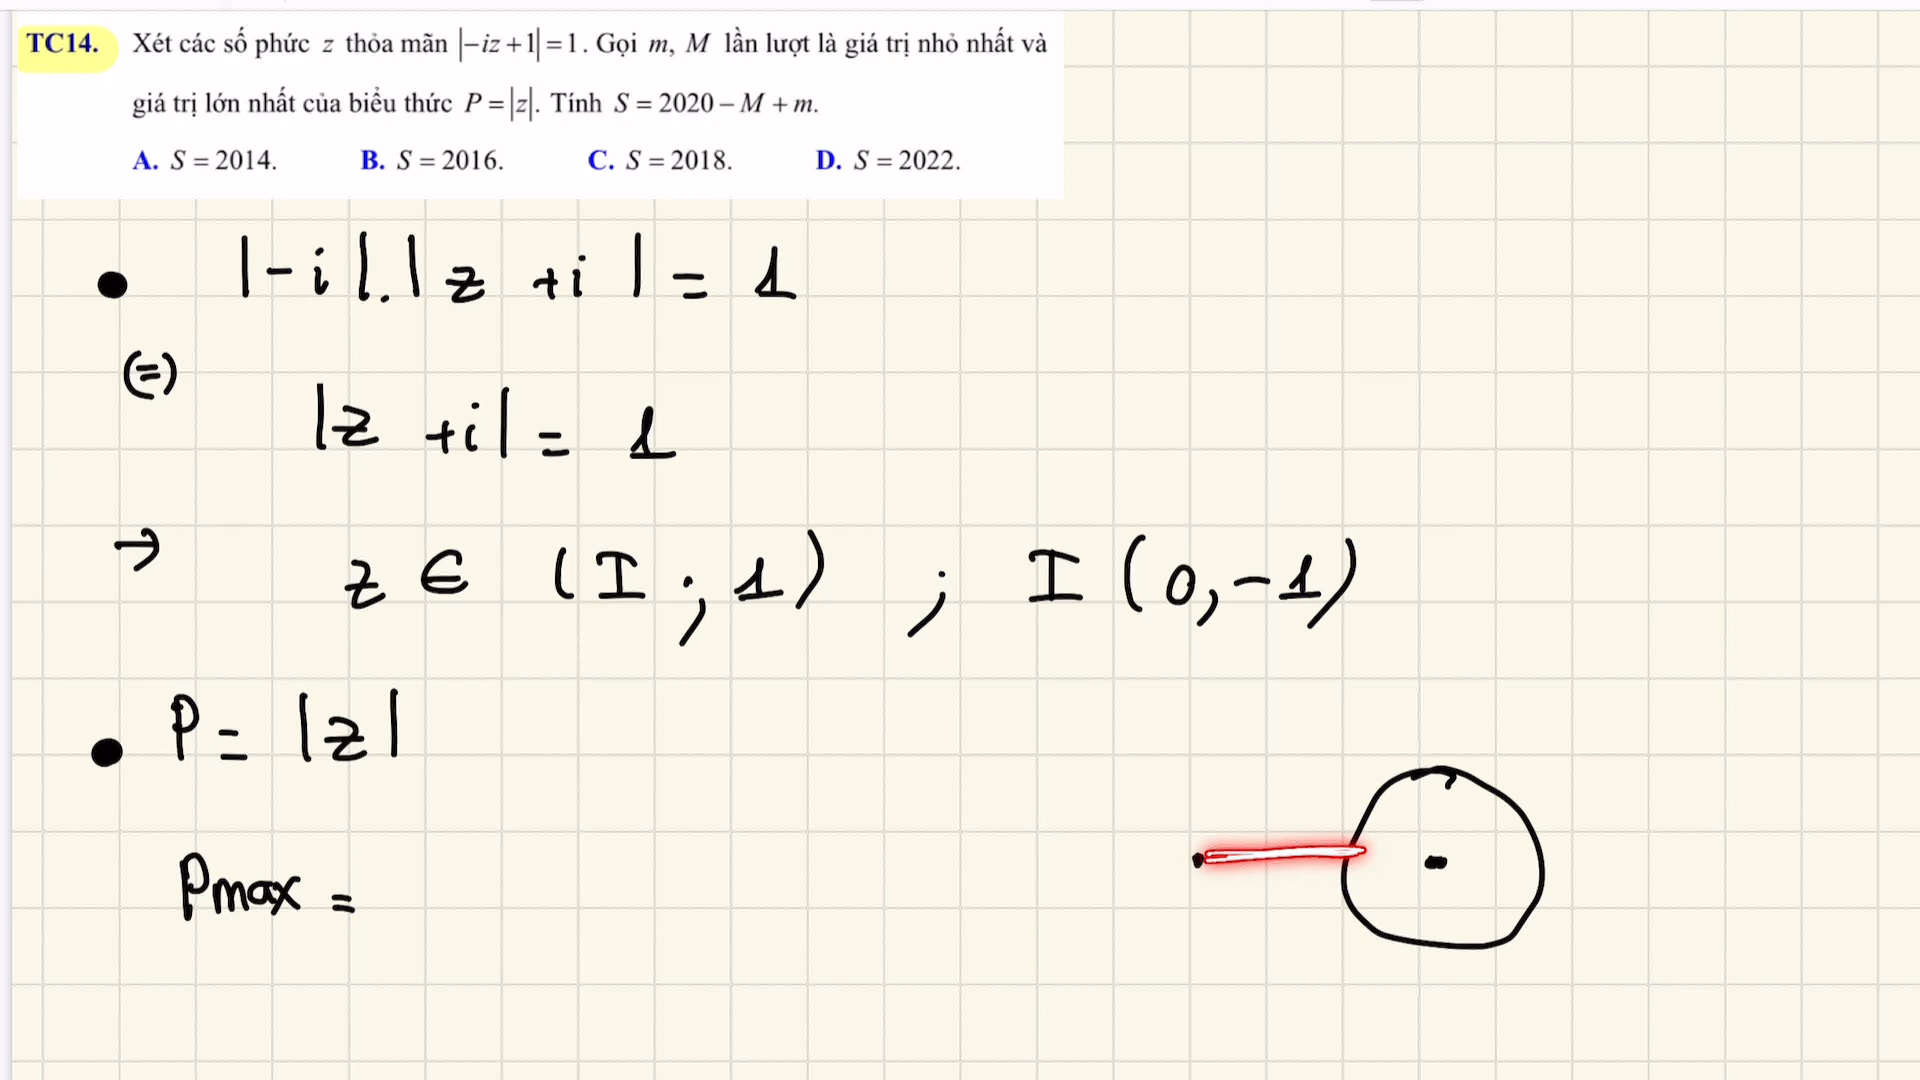 TC14. Xét các số phức z thỏa mãn |−iz+1|=1. Gọi m, M lần lượt là giá trị nhỏ nhất và
giá trị lớn nhất của biểu thức P=|z|. Tính S=2020−M+m.
A. S=2014. B. S=2016. C. S=2018. D. S=2022.
|-i|.|z+i|=1
(=)
|z+i|=1
→ z∈(I;1) ; I(0,-1)
P=|z|
Pmax=